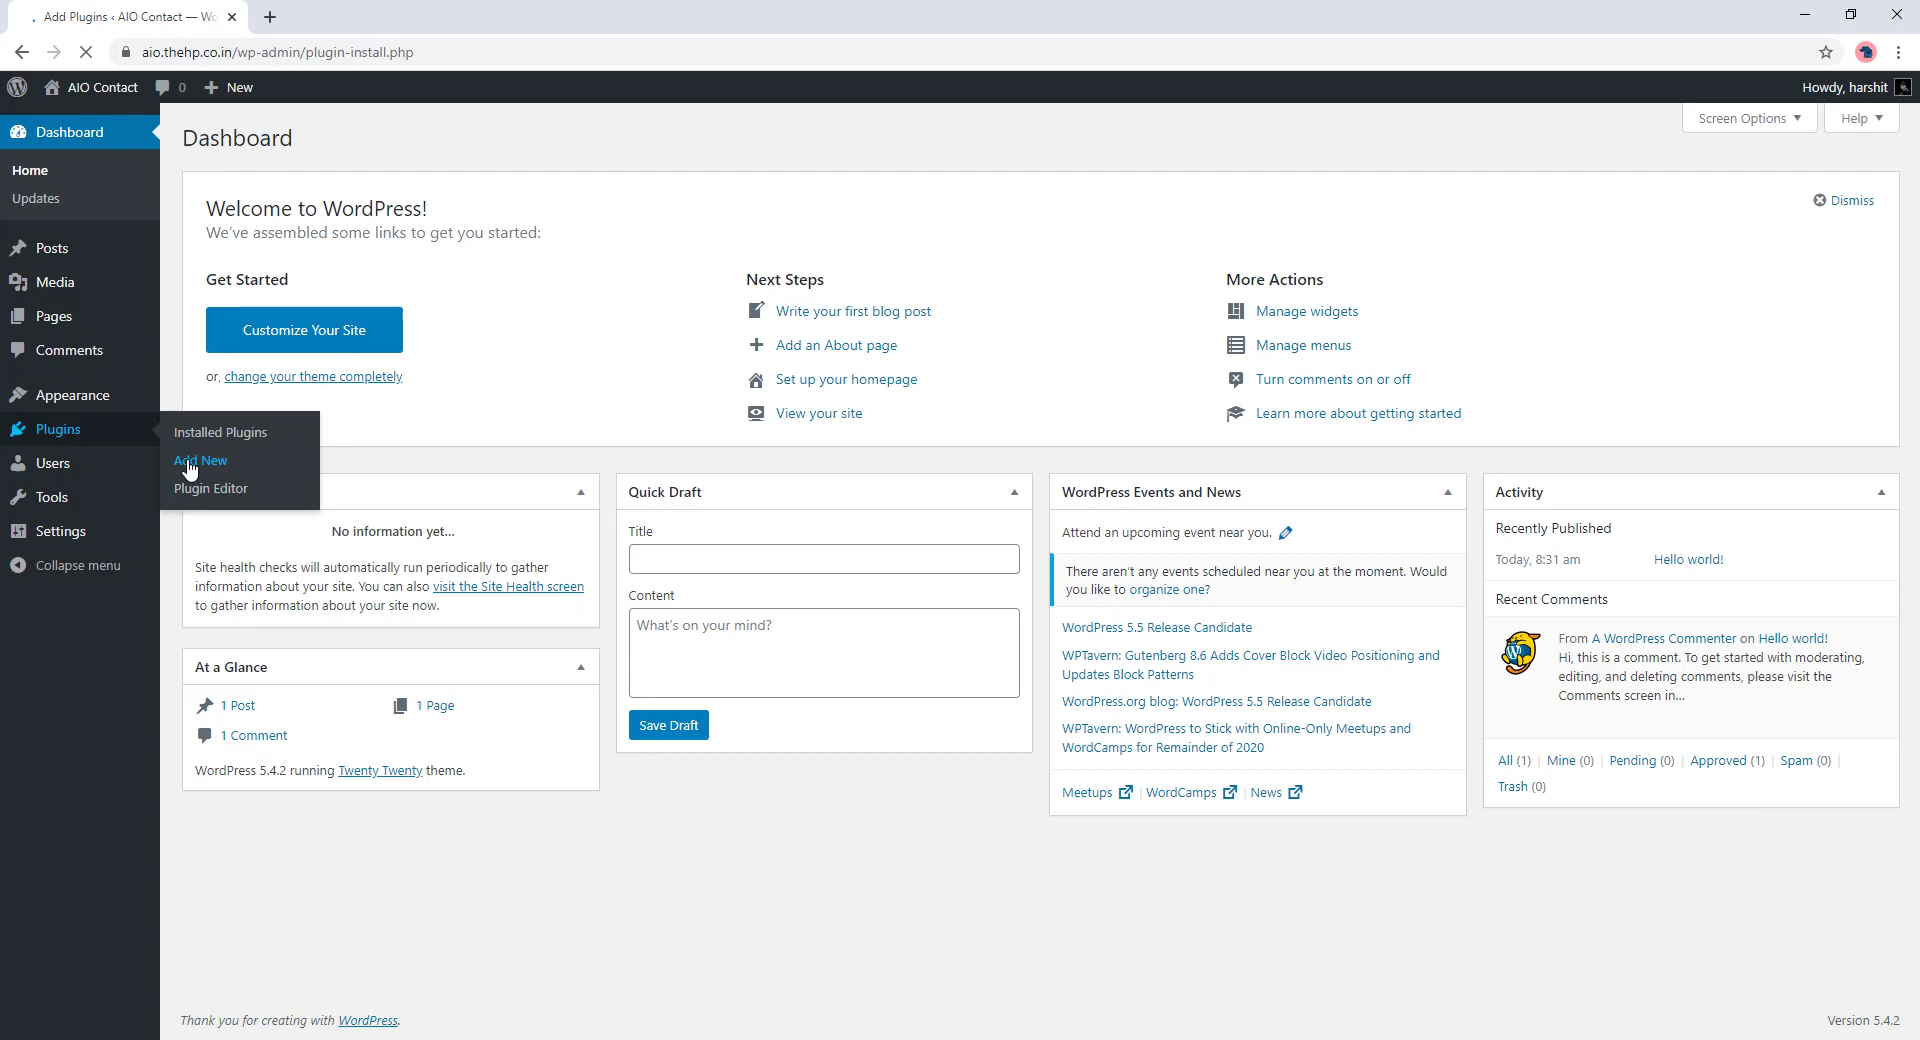 Add Plugins ‹ AIO Contact — Wo
aio.thehp.co.in/wp-admin/plugin-install.php
AIO Contact
0
New
Howdy, harshit
Dashboard
Home
Updates
Posts
Media
Pages
Comments
Appearance
Plugins
Users
Tools
Settings
Collapse menu
Installed Plugins
Add New
Plugin Editor
Dashboard
Screen Options
Help
Welcome to WordPress!
We've assembled some links to get you started:
Dismiss
Get Started
Customize Your Site
or, change your theme completely
Next Steps
Write your first blog post
Add an About page
Set up your homepage
View your site
More Actions
Manage widgets
Manage menus
Turn comments on or off
Learn more about getting started
No information yet...
Site health checks will automatically run periodically to gather
information about your site. You can also visit the Site Health screen
to gather information about your site now.
At a Glance
1 Post
1 Page
1 Comment
WordPress 5.4.2 running Twenty Twenty theme.
Quick Draft
Title
Content
What's on your mind?
Save Draft
WordPress Events and News
Attend an upcoming event near you.
There aren't any events scheduled near you at the moment. Would
you like to organize one?
WordPress 5.5 Release Candidate
WPTavern: Gutenberg 8.6 Adds Cover Block Video Positioning and
Updates Block Patterns
WordPress.org blog: WordPress 5.5 Release Candidate
WPTavern: WordPress to Stick with Online-Only Meetups and
WordCamps for Remainder of 2020
Meetups | WordCamps | News
Activity
Recently Published
Today, 8:31 am Hello world!
Recent Comments
From A WordPress Commenter on Hello world!
Hi, this is a comment. To get started with moderating,
editing, and deleting comments, please visit the
Comments screen in...
All (1) | Mine (0) | Pending (0) | Approved (1) | Spam (0) |
Trash (0)
Thank you for creating with WordPress.
Version 5.4.2